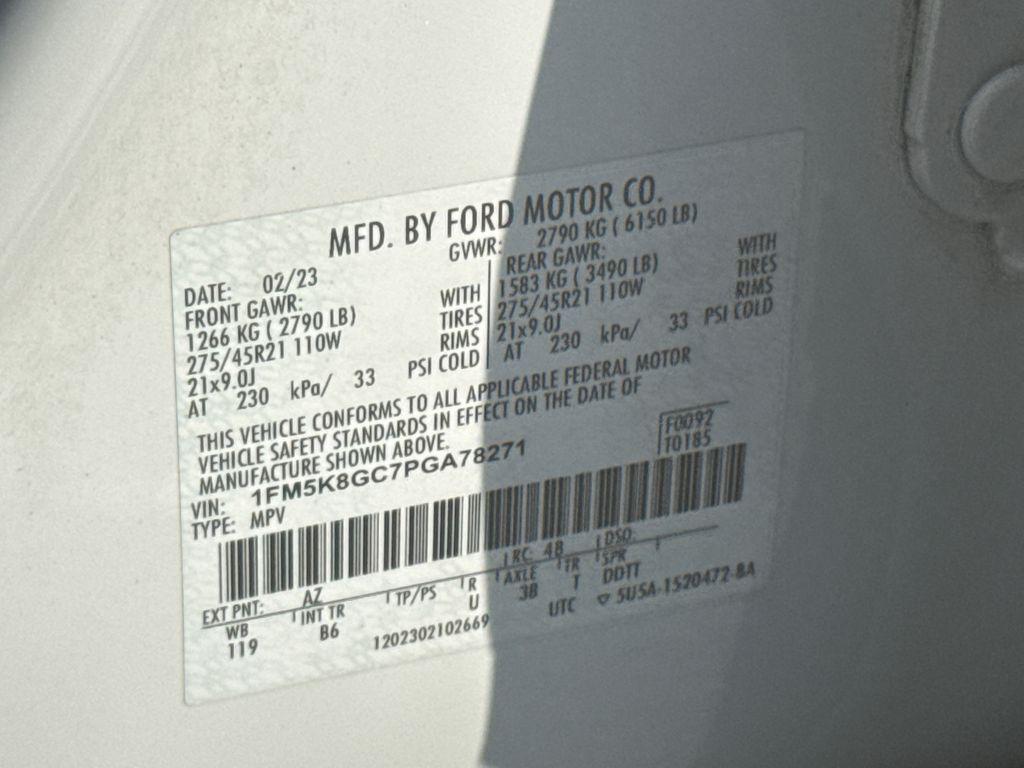 MFD. BY FORD MOTOR CO.
DATE: 02/23 GVWR: 2790 KG ( 6150 LB)
FRONT GAWR: REAR GAWR:
1266 KG ( 2790 LB) WITH 1583 KG ( 3490 LB) WITH
275/45R21 110W TIRES 275/45R21 110W TIRES
21x9.0J RIMS 21x9.0J RIMS
AT 230 kPa/ 33 PSI COLD AT 230 kPa/ 33 PSI COLD
THIS VEHICLE CONFORMS TO ALL APPLICABLE FEDERAL MOTOR
VEHICLE SAFETY STANDARDS IN EFFECT ON THE DATE OF
MANUFACTURE SHOWN ABOVE.
VIN: 1FM5K8GC7PGA78271 F0092
TYPE: MPV T0185
EXT PNT: AZ RC: 48 DSO:
WB INT TR TP/PS R AXLE TR SPR
119 B6 U 3B T DDTT
1202302102669 UTC ▽ 5U5A-1520472-BA